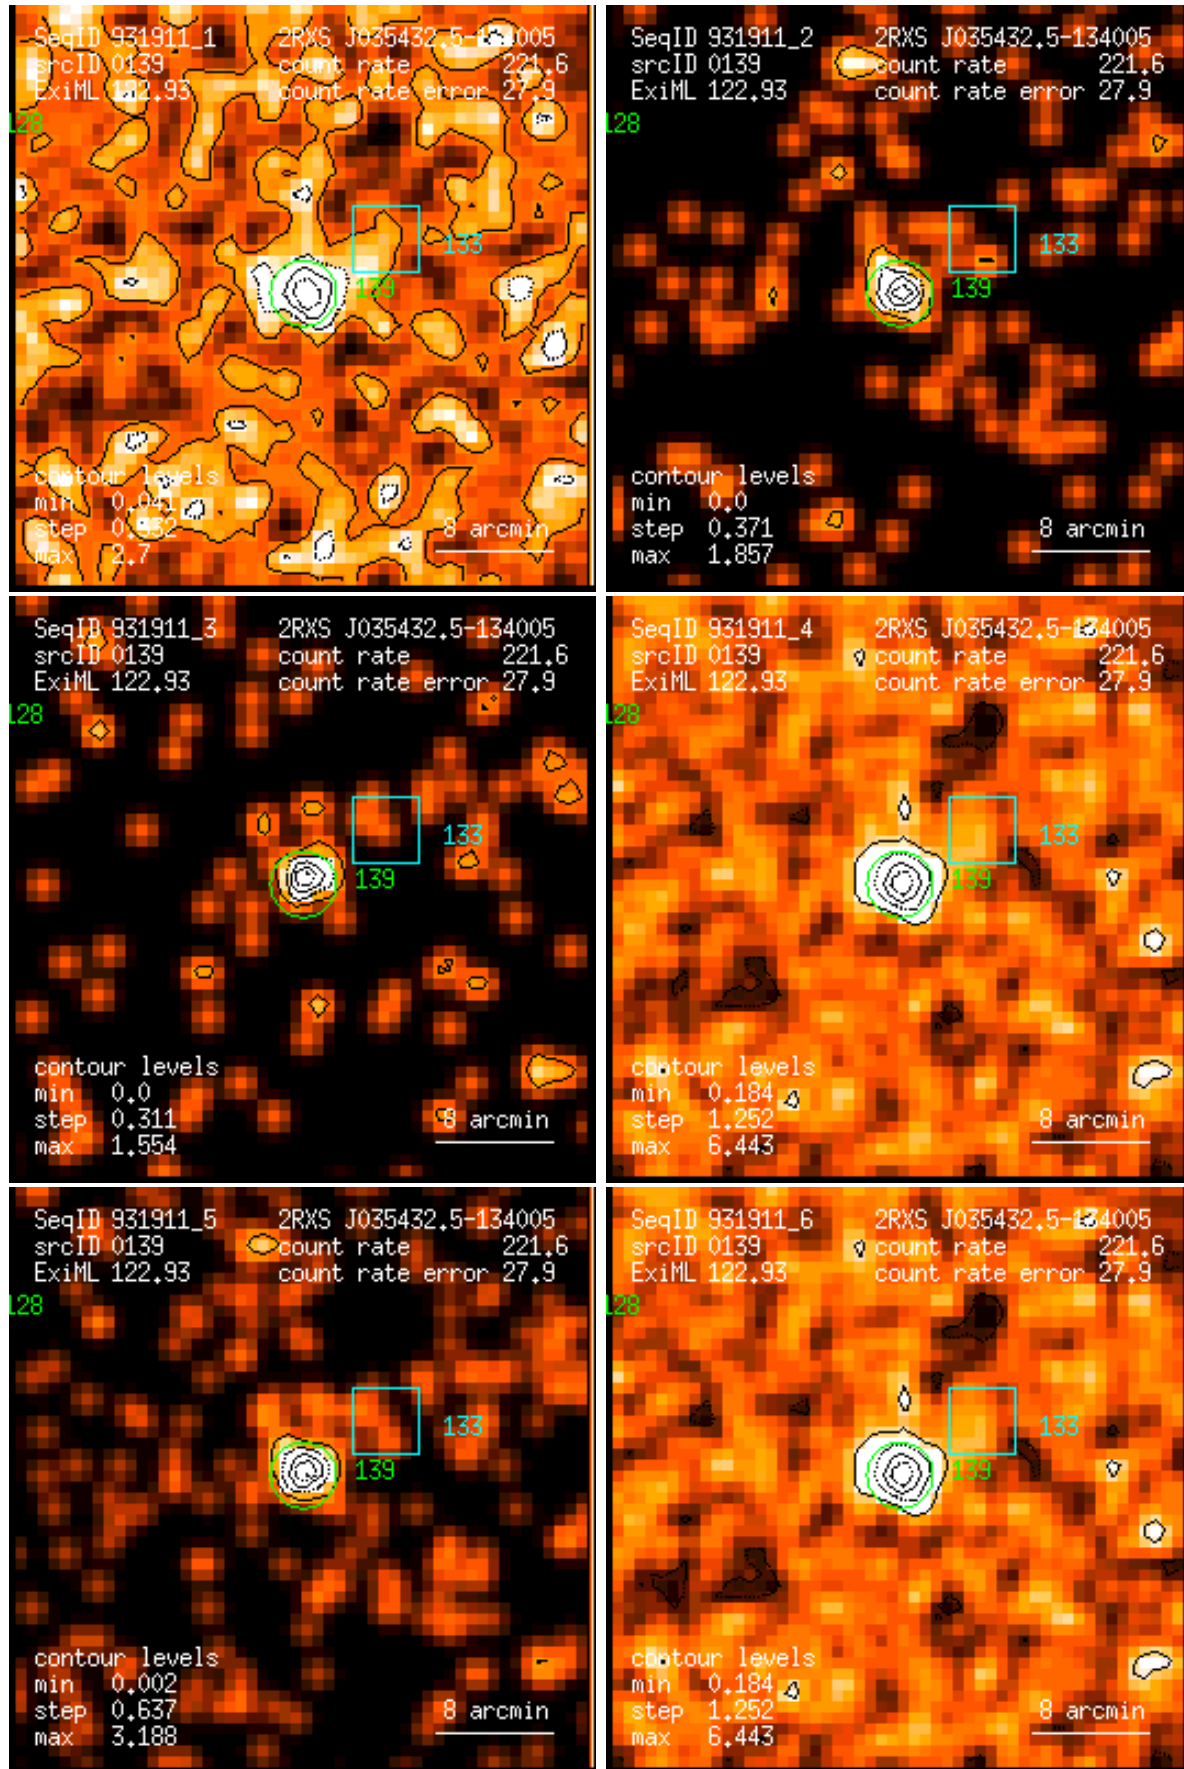 SeqID 931911_1 2RXS J035432.5-134005
srcID 0139 count rate 221.6
ExiML 122.93 count rate error 27.9
128
133
139
contour levels
min 0.041
step 0.532
max 2.7
8 arcmin
SeqID 931911_2 2RXS J035432.5-134005
srcID 0139 count rate 221.6
ExiML 122.93 count rate error 27.9
128
133
139
contour levels
min 0.0
step 0.371
max 1.857
8 arcmin
SeqID 931911_3 2RXS J035432.5-134005
srcID 0139 count rate 221.6
ExiML 122.93 count rate error 27.9
128
133
139
contour levels
min 0.0
step 0.311
max 1.554
8 arcmin
SeqID 931911_4 2RXS J035432.5-134005
srcID 0139 count rate 221.6
ExiML 122.93 count rate error 27.9
128
133
139
contour levels
min 0.184
step 1.252
max 6.443
8 arcmin
SeqID 931911_5 2RXS J035432.5-134005
srcID 0139 count rate 221.6
ExiML 122.93 count rate error 27.9
128
133
139
contour levels
min 0.002
step 0.637
max 3.188
8 arcmin
SeqID 931911_6 2RXS J035432.5-134005
srcID 0139 count rate 221.6
ExiML 122.93 count rate error 27.9
128
133
139
contour levels
min 0.184
step 1.252
max 6.443
8 arcmin